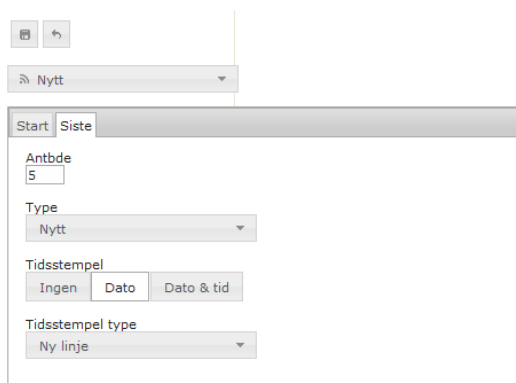 Nytt
Start Siste
Antbde
5
Type
Nytt
Tidsstempel
Ingen Dato Dato & tid
Tidsstempel type
Ny linje